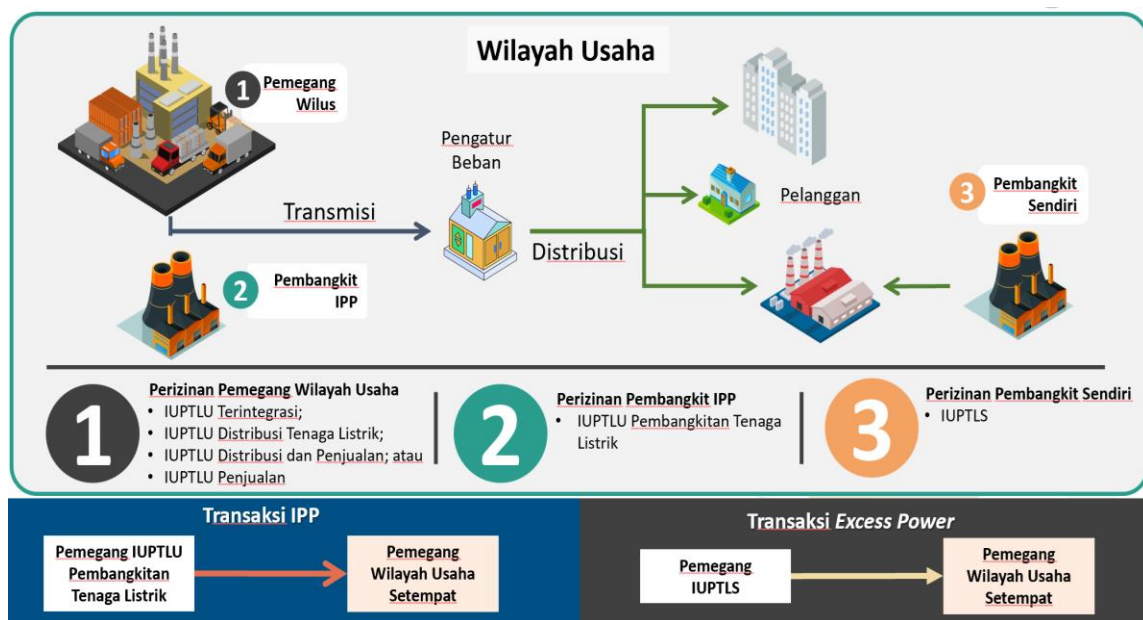 Wilayah Usaha
1
Pemegang
Wilus
Pengatur
Beban
Transmisi
Distribusi
Pelanggan
3
Pembangkit
Sendiri
2
Pembangkit
IPP
1
Perizinan Pemegang Wilayah Usaha
• IUPTLU Terintegrasi;
• IUPTLU Distribusi Tenaga Listrik;
• IUPTLU Distribusi dan Penjualan; atau
• IUPTLU Penjualan
2
Perizinan Pembangkit IPP
• IUPTLU Pembangkitan Tenaga
Listrik
3
Perizinan Pembangkit Sendiri
• IUPTLS
Transaksi IPP
Pemegang IUPTLU
Pembangkitan
Tenaga Listrik
Pemegang
Wilayah Usaha
Setempat
Transaksi Excess Power
Pemegang
IUPTLS
Pemegang
Wilayah Usaha
Setempat